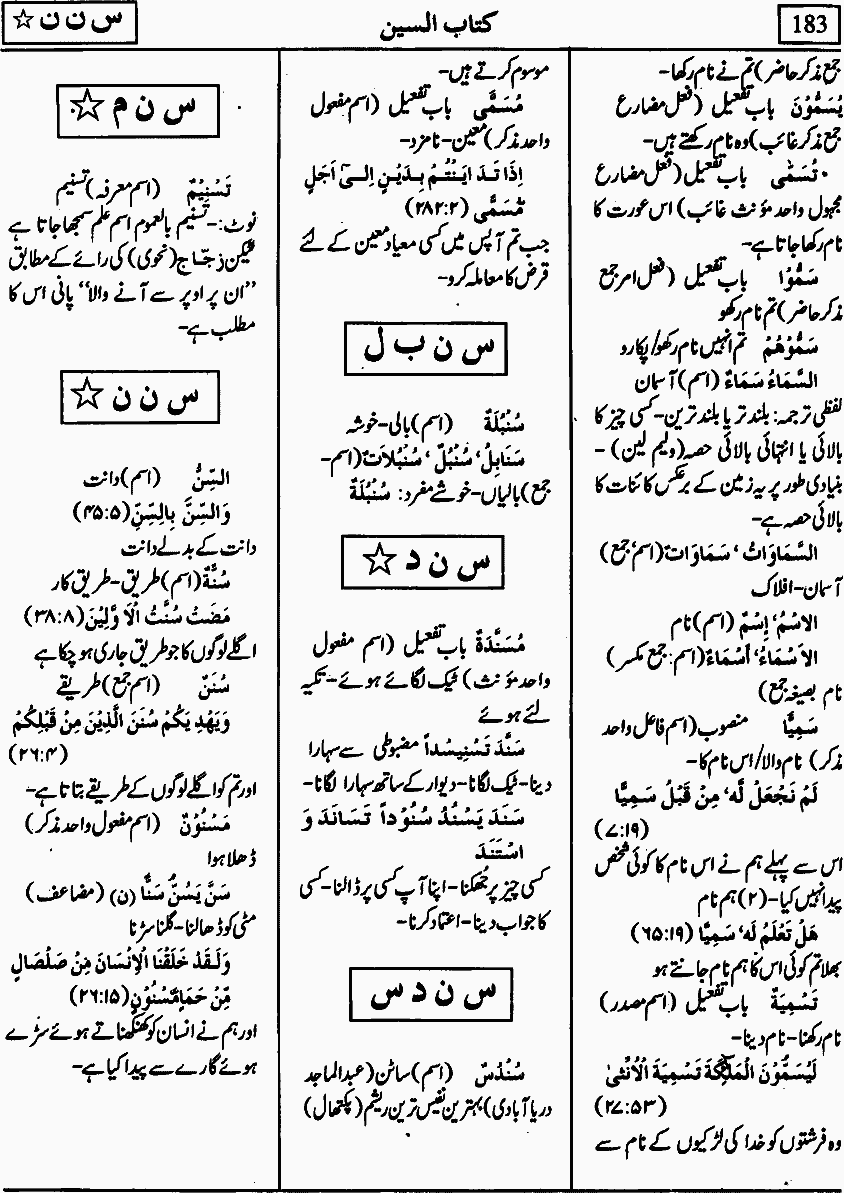 183
کتاب السین
س ن ن ☆
جمع مذکر حاضر) تم نے نام رکھا-
يُسَمُّوْنَ باب تفعیل (فعل مضارع
جمع مذکر غائب) وہ نام رکھتے ہیں-
تُسَمّٰى باب تفعیل (فعل مضارع
مجہول واحد مؤنث غائب) اس عورت کا
نام رکھا جاتا ہے-
سَمُّوْا باب تفعیل (فعل امر جمع
مذکر حاضر) تم نام رکھو
سَمُّوْهُمْ تم انہیں نام رکھو/پکارو
السَّمَاءُ سَمَاءٌ (اسم) آسمان
لفظی ترجمہ: بلند تر یا بلند ترین- کسی چیز کا
بالائی یا انتہائی بالائی حصہ (ولیم لین) -
بنیادی طور پر یہ زمین کے برعکس کائنات کا
بالائی حصہ ہے-
السَّمَاوَاتُ، سَمَاوَاتٌ (اسم، جمع)
آسمان- افلاک
الاسْمُ، اِسْمٌ (اسم) نام
الاَسْمَاءُ، اَسْمَاءٌ (اسم: جمع مکسر)
نام بصیغہ جمع)
سَمِيًّا منصوب (اسم فاعل واحد
مذکر) نام والا/اس نام کا-
لَمْ نَجْعَلْ لَّهٗ مِنْ قَبْلُ سَمِيًّا
(۷:۱۹)
اس سے پہلے ہم نے اس نام کا کوئی شخص
پیدا نہیں کیا- (۲) ہم نام
هَلْ تَعْلَمُ لَهٗ سَمِيًّا (۶۵:۱۹)
بھلا تم کوئی اس کا ہم نام جانتے ہو
تَسْمِيَةٌ باب تفعیل (اسم مصدر)
نام رکھنا- نام دینا-
لَيُسَمُّوْنَ الْمَلٰٓئِكَةَ تَسْمِيَةَ الْاُنْثٰى
(۲۷:۵۳)
وہ فرشتوں کو خدا کی لڑکیوں کے نام سے
موسوم کرتے ہیں-
مُسَمًّى باب تفعیل (اسم مفعول
واحد مذکر) معین- نامزد-
اِذَا تَدَايَنْتُمْ بِدَيْنٍ اِلٰٓى اَجَلٍ
مُّسَمًّى (۲۸۲:۲)
جب تم آپس میں کسی معیاد معین کے لئے
قرض کا معاملہ کرو-
س ن ب ل
سُنْبُلَةٌ (اسم) بالی- خوشہ
سَنَابِلُ، سُنْبُلٌ، سُنْبُلَاتٌ (اسم-
جمع) بالیاں- خوشے مفرد: سُنْبُلَةٌ
س ن د ☆
مُسَنَّدَةٌ باب تفعیل (اسم مفعول
واحد مؤنث) ٹیک لگائے ہوئے- تکیہ
لئے ہوئے
سَنَّدَ تَسْنِيْداً مضبوطی سے سہارا
دینا- ٹیک لگانا- دیوار کے ساتھ سہارا لگانا-
سَنَدَ يَسْنُدُ سُنُوْداً تَسَانَدَ وَ
اسْتَنَدَ
کسی چیز پر جھکنا- اپنا آپ کسی پر ڈالنا- کسی
کا جواب دینا- اعتماد کرنا-
س ن د س
سُنْدُسٌ (اسم) ساٹن (عبدالماجد
دریا آبادی) بہترین نفیس ترین ریشم (پکتھال)
س ن م ☆
تَسْنِيْمٌ (اسم معرفہ) تسنیم
نوٹ:- تسنیم بالعموم اسم علم سمجھا جاتا ہے
لیکن زجّاج (نحوی) کی رائے کے مطابق
"ان پر اوپر سے آنے والا" پانی اس کا
مطلب ہے-
س ن ن ☆
السِّنُّ (اسم) دانت
وَالسِّنَّ بِالسِّنِّ (۴۵:۵)
دانت کے بدلے دانت
سُنَّةٌ (اسم) طریق- طریق کار
مَضَتْ سُنَّتُ الْاَوَّلِيْنَ (۳۸:۸)
اگلے لوگوں کا جو طریق جاری ہو چکا ہے
سُنَنٌ (اسم جمع) طریقے
وَيَهْدِيَكُمْ سُنَنَ الَّذِيْنَ مِنْ قَبْلِكُمْ
(۲۶:۴)
اور تم کو اگلے لوگوں کے طریقے بتاتا ہے-
مَسْنُوْنٌ (اسم مفعول واحد مذکر)
ڈھلا ہوا
سَنَّ يَسُنُّ سَنًّا (ن) (مضاعف)
مٹی کو ڈھالنا- گلنا سڑنا
وَلَقَدْ خَلَقْنَا الْاِنْسَانَ مِنْ صَلْصَالٍ
مِّنْ حَمَاٍ مَّسْنُوْنٍ (۲۶:۱۵)
اور ہم نے انسان کو کھنکھناتے ہوئے سڑے
ہوئے گارے سے پیدا کیا ہے-